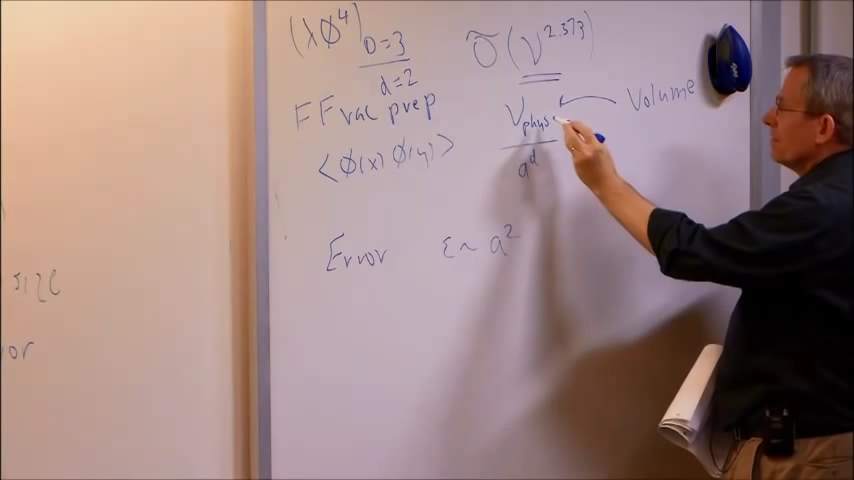 (λϕ⁴) D=3
d=2
Õ(V^2.373)
FF vac prep
V_phys
a^d
Volume
<ϕ(x) ϕ(y)>
Error ε ~ a²
size
or